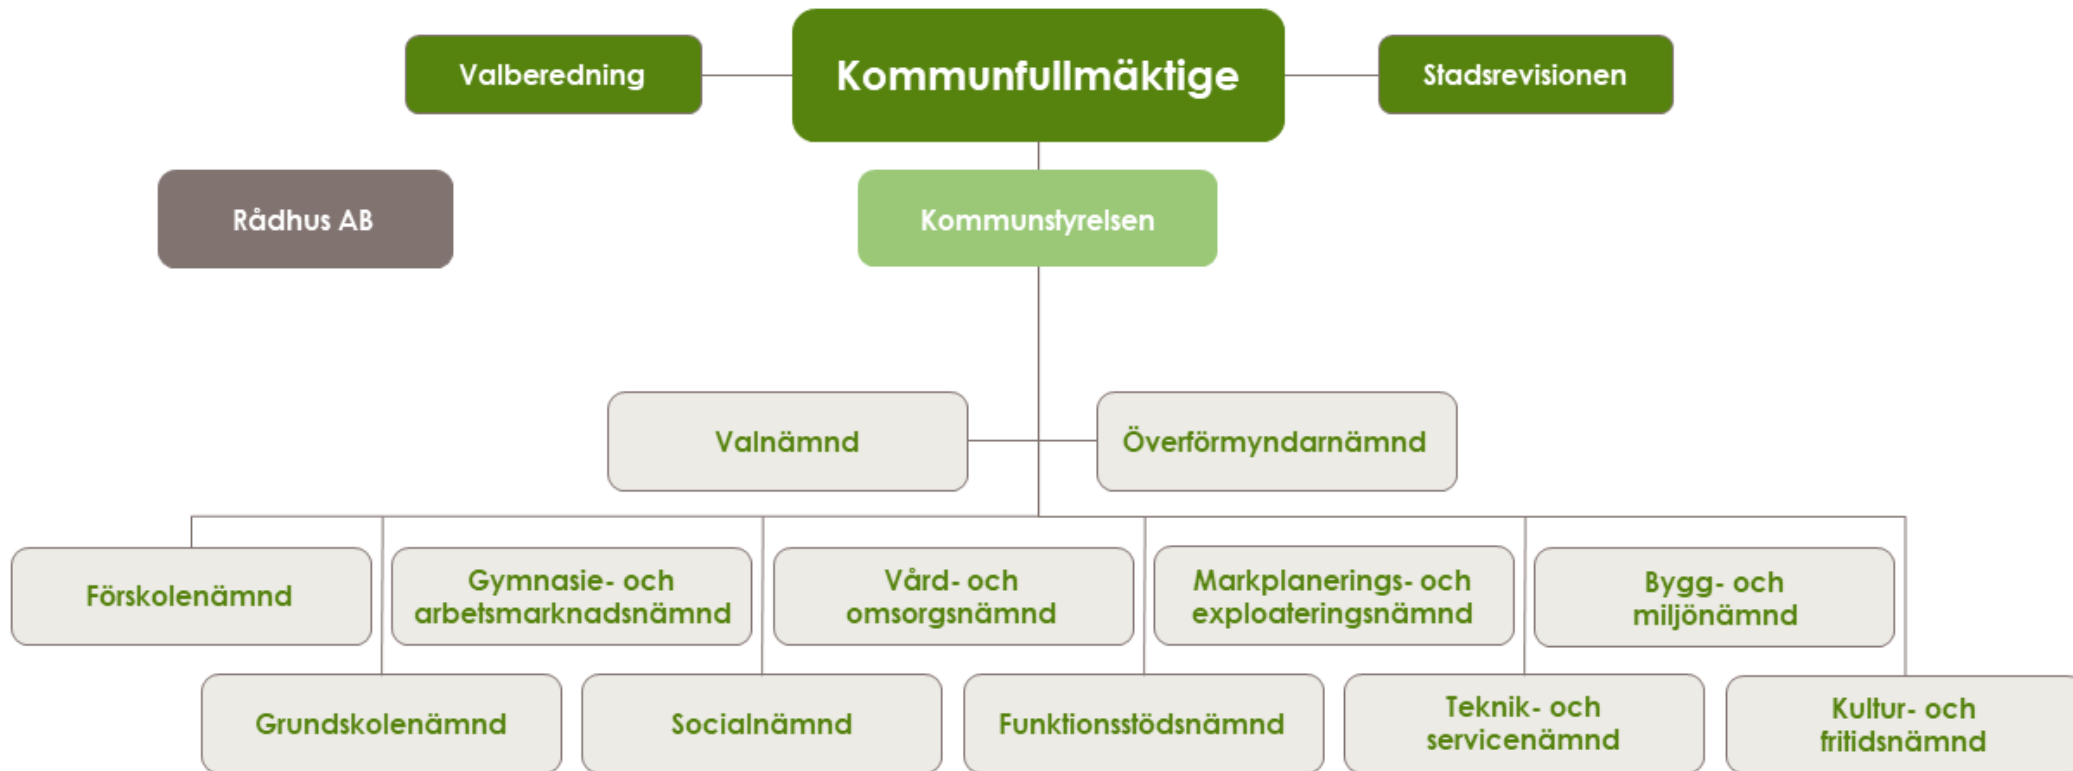 Valberedning
Kommunfullmäktige
Stadsrevisionen
Rådhus AB
Kommunstyrelsen
Valnämnd
Överförmyndarnämnd
Förskolenämnd
Gymnasie- och
arbetsmarknadsnämnd
Vård- och
omsorgsnämnd
Markplanerings- och
exploateringsnämnd
Bygg- och
miljönämnd
Grundskolenämnd
Socialnämnd
Funktionsstödsnämnd
Teknik- och
servicenämnd
Kultur- och
fritidsnämnd